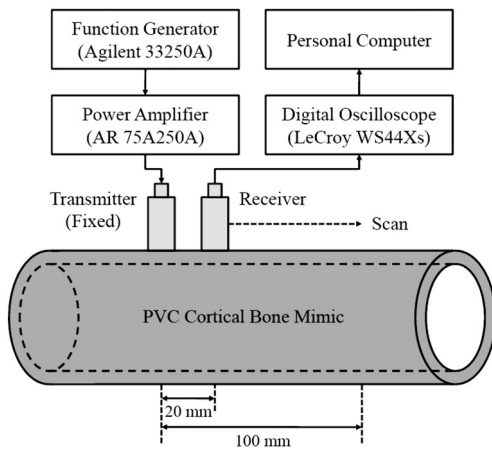 Function Generator
(Agilent 33250A)
Personal Computer
Power Amplifier
(AR 75A250A)
Digital Oscilloscope
(LeCroy WS44Xs)
Transmitter
(Fixed)
Receiver
Scan
PVC Cortical Bone Mimic
20 mm
100 mm